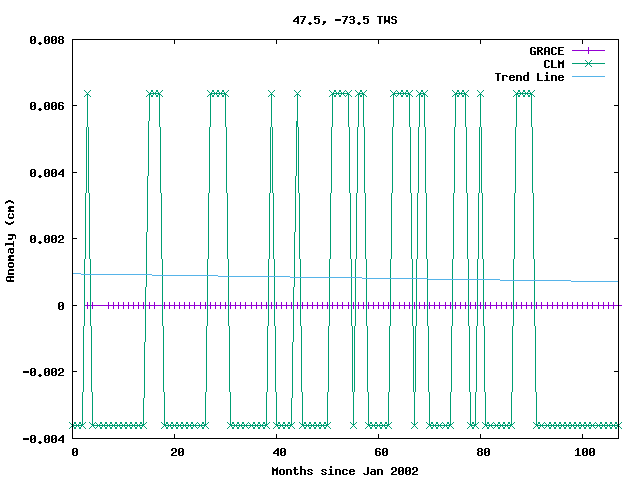 47.5, -73.5 TWS
GRACE
CLM
Trend Line
0.008
0.006
0.004
0.002
0
-0.002
-0.004
Anomaly (cm)
0 20 40 60 80 100
Months since Jan 2002